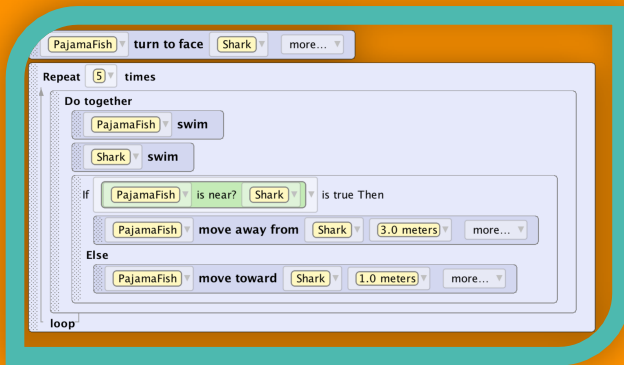 PajamaFish turn to face Shark more...
Repeat 5 times
Do together
PajamaFish swim
Shark swim
If PajamaFish is near? Shark is true Then
PajamaFish move away from Shark 3.0 meters more...
Else
PajamaFish move toward Shark 1.0 meters more...
loop